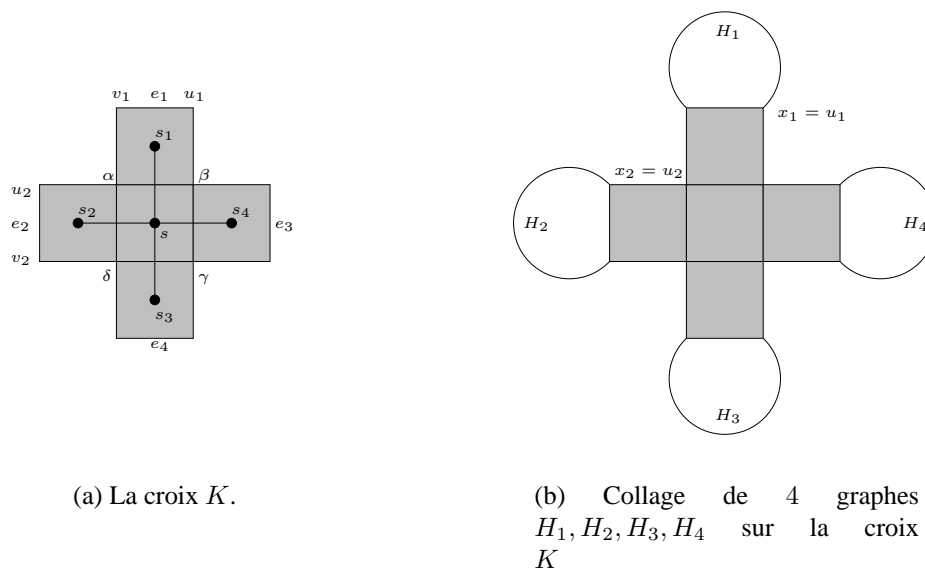 v₁ e₁ u₁
s₁
α β
u₂
s₂ s₄
e₂ s e₃
v₂
δ γ
s₃
e₄
(a) La croix K.
H₁
x₁ = u₁
x₂ = u₂
H₂ H₄
H₃
(b) Collage de 4 graphes
H₁, H₂, H₃, H₄ sur la croix
K